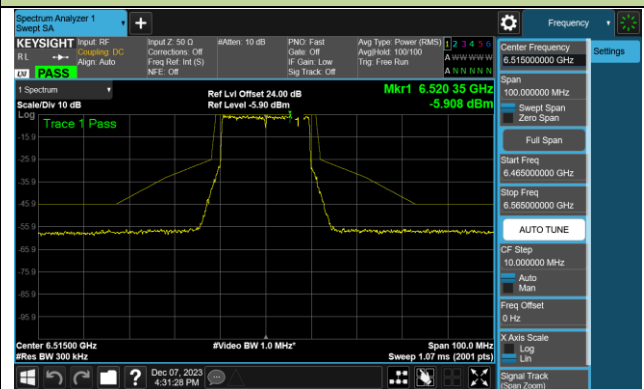 Spectrum Analyzer 1
Swept SA
Frequency
KEYSIGHT
Input: RF
Coupling: DC
Align: Auto
Input Z: 50 Ω
Corrections: Off
Freq Ref: Int (S)
NFE: Off
#Atten: 10 dB
PNO: Fast
Gate: Off
IF Gain: Low
Sig Track: Off
Avg Type: Power (RMS)
Avg|Hold: 100/100
Trig: Free Run
1 2 3 4 5 6
A W W W W W
A N N N N N
R L
LXI
PASS
1 Spectrum
Scale/Div 10 dB
Ref Lvl Offset 24.00 dB
Ref Level -5.90 dBm
Mkr1 6.520 35 GHz
-5.908 dBm
Log
Trace 1 Pass
1
-15.9
-25.9
-35.9
-45.9
-55.9
-65.9
-75.9
-85.9
-95.9
Center 6.51500 GHz
#Res BW 300 kHz
#Video BW 1.0 MHz*
Span 100.0 MHz
Sweep 1.07 ms (2001 pts)
Dec 07, 2023
4:31:28 PM
?
Settings
Center Frequency
6.515000000 GHz
Span
100.000000 MHz
Swept Span
Zero Span
Full Span
Start Freq
6.465000000 GHz
Stop Freq
6.565000000 GHz
AUTO TUNE
CF Step
10.000000 MHz
Auto
Man
Freq Offset
0 Hz
X Axis Scale
Log
Lin
Signal Track
(Span Zoom)